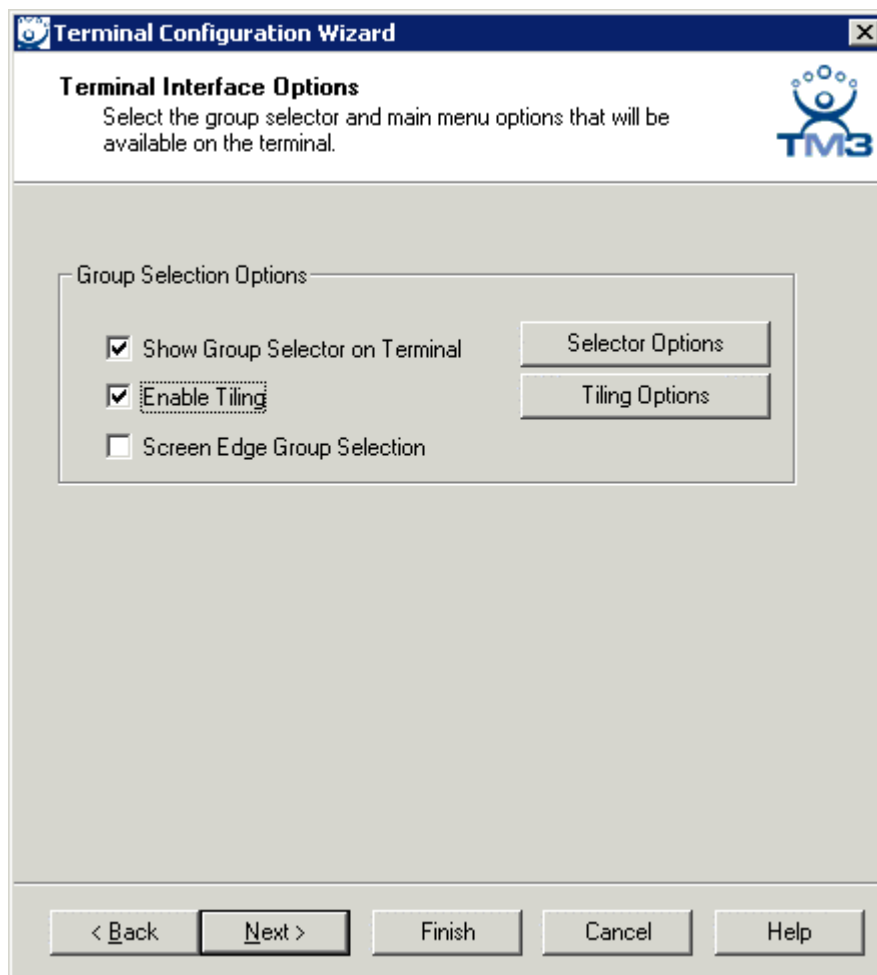 Terminal Configuration Wizard
Terminal Interface Options
Select the group selector and main menu options that will be
available on the terminal.
TM3
Group Selection Options
Show Group Selector on Terminal
Selector Options
Enable Tiling
Tiling Options
Screen Edge Group Selection
< Back
Next >
Finish
Cancel
Help